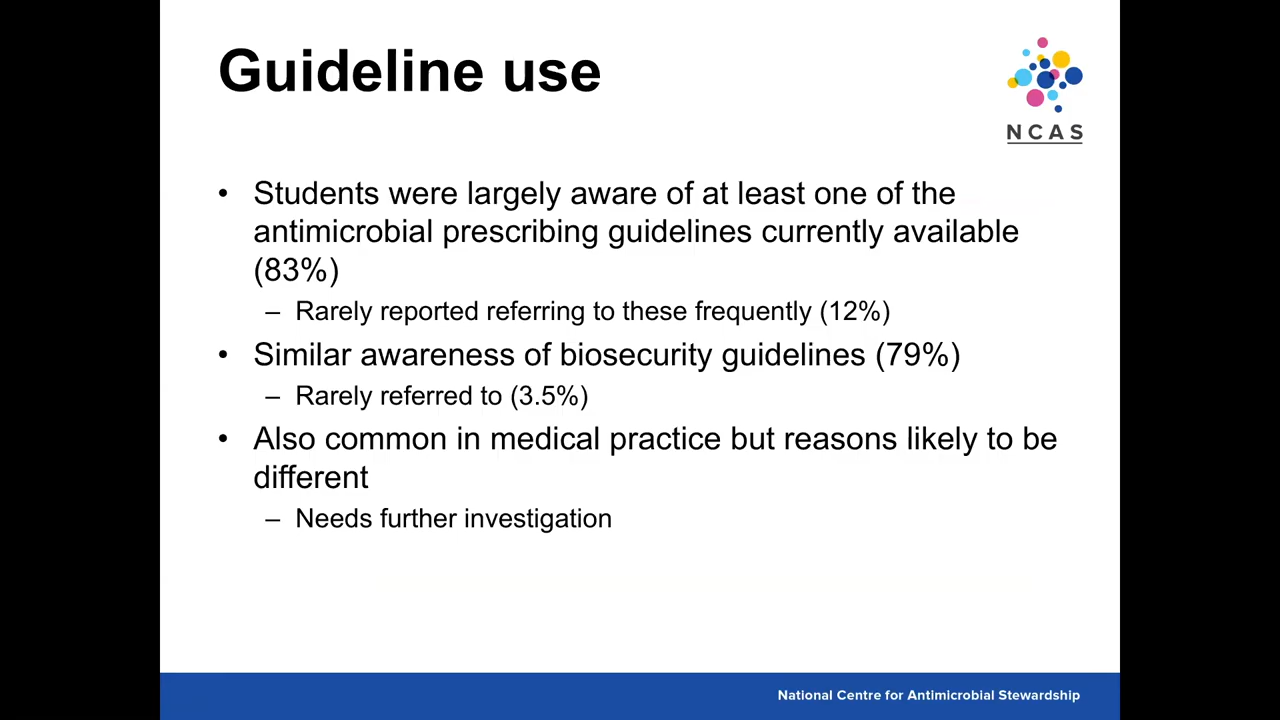 Guideline use
NCAS
• Students were largely aware of at least one of the
antimicrobial prescribing guidelines currently available
(83%)
– Rarely reported referring to these frequently (12%)
• Similar awareness of biosecurity guidelines (79%)
– Rarely referred to (3.5%)
• Also common in medical practice but reasons likely to be
different
– Needs further investigation
National Centre for Antimicrobial Stewardship